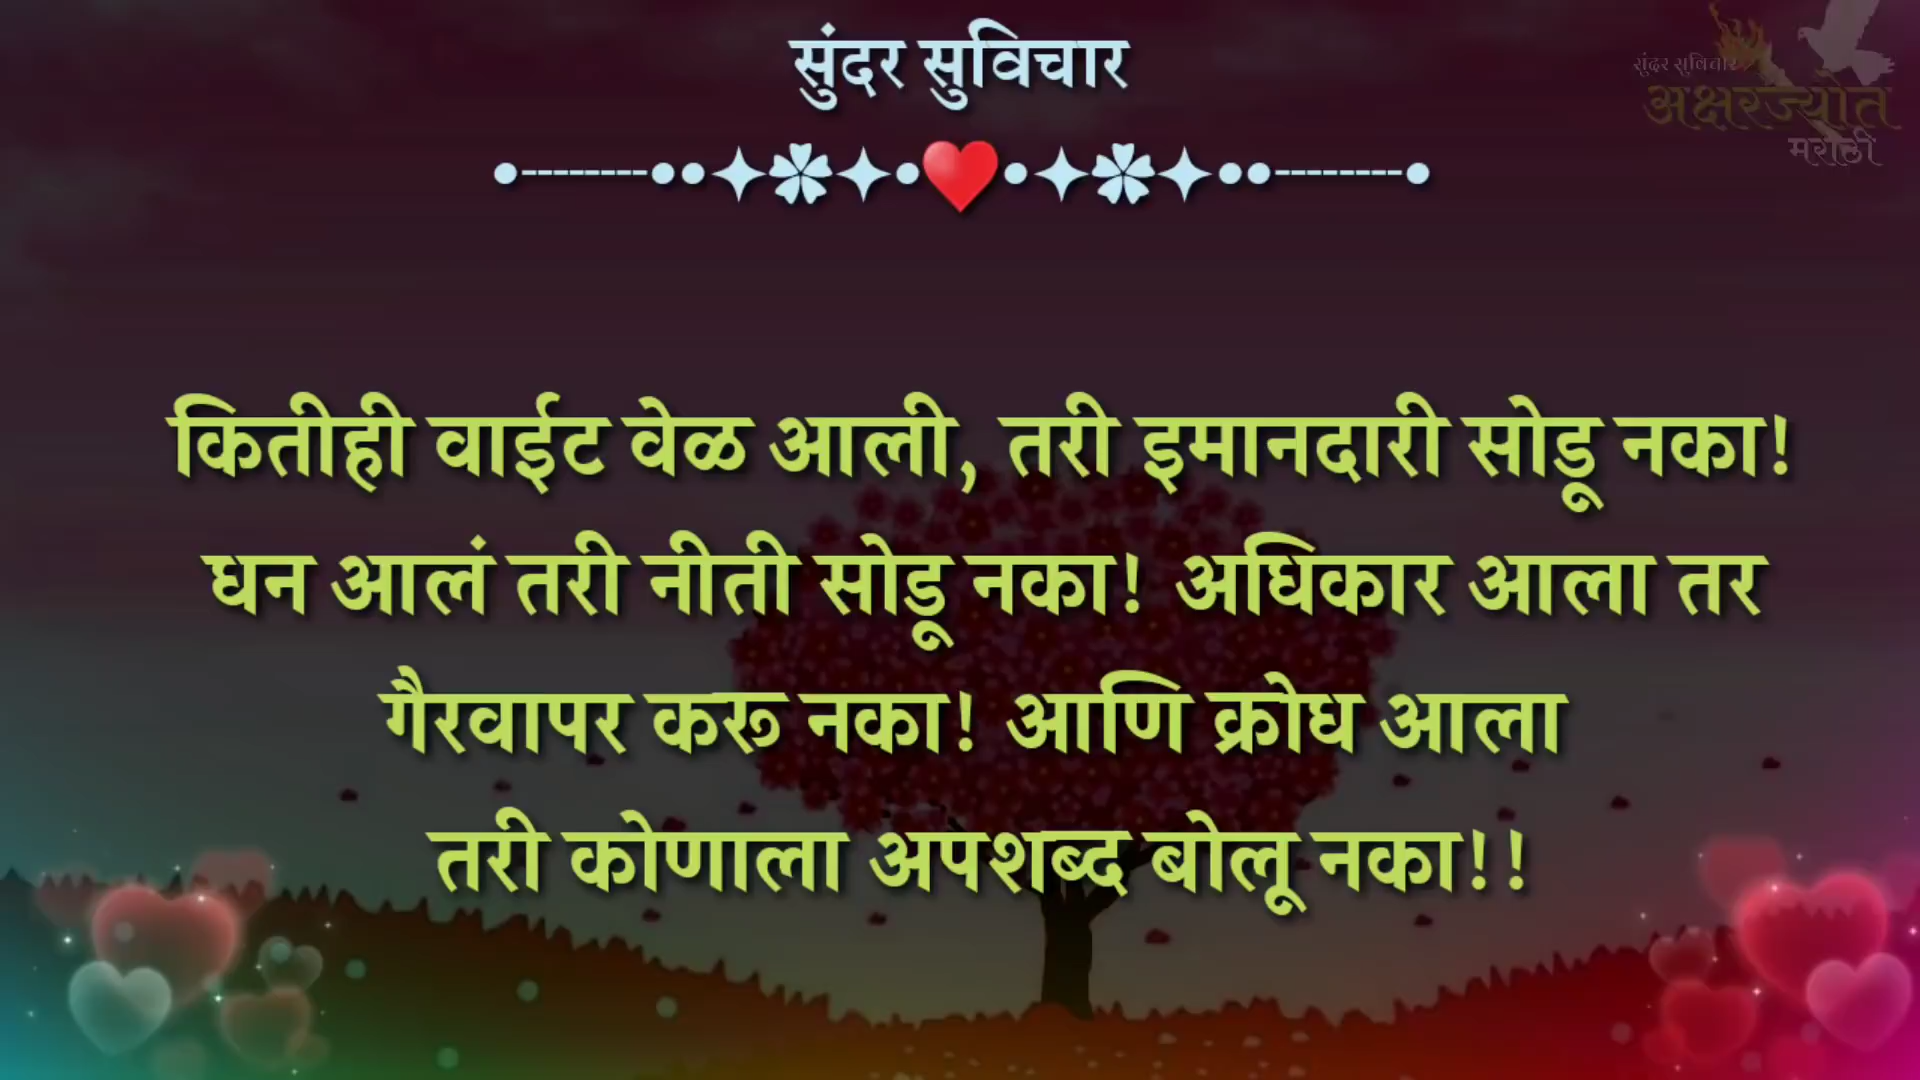 सुंदर सुविचार
●--------●●✦✽✦●♥●✦✽✦●●--------●
सुंदर सुविचार
अक्षरज्योत
मराठी
कितीही वाईट वेळ आली, तरी इमानदारी सोडू नका!
धन आलं तरी नीती सोडू नका! अधिकार आला तर
गैरवापर करू नका! आणि क्रोध आला
तरी कोणाला अपशब्द बोलू नका!!